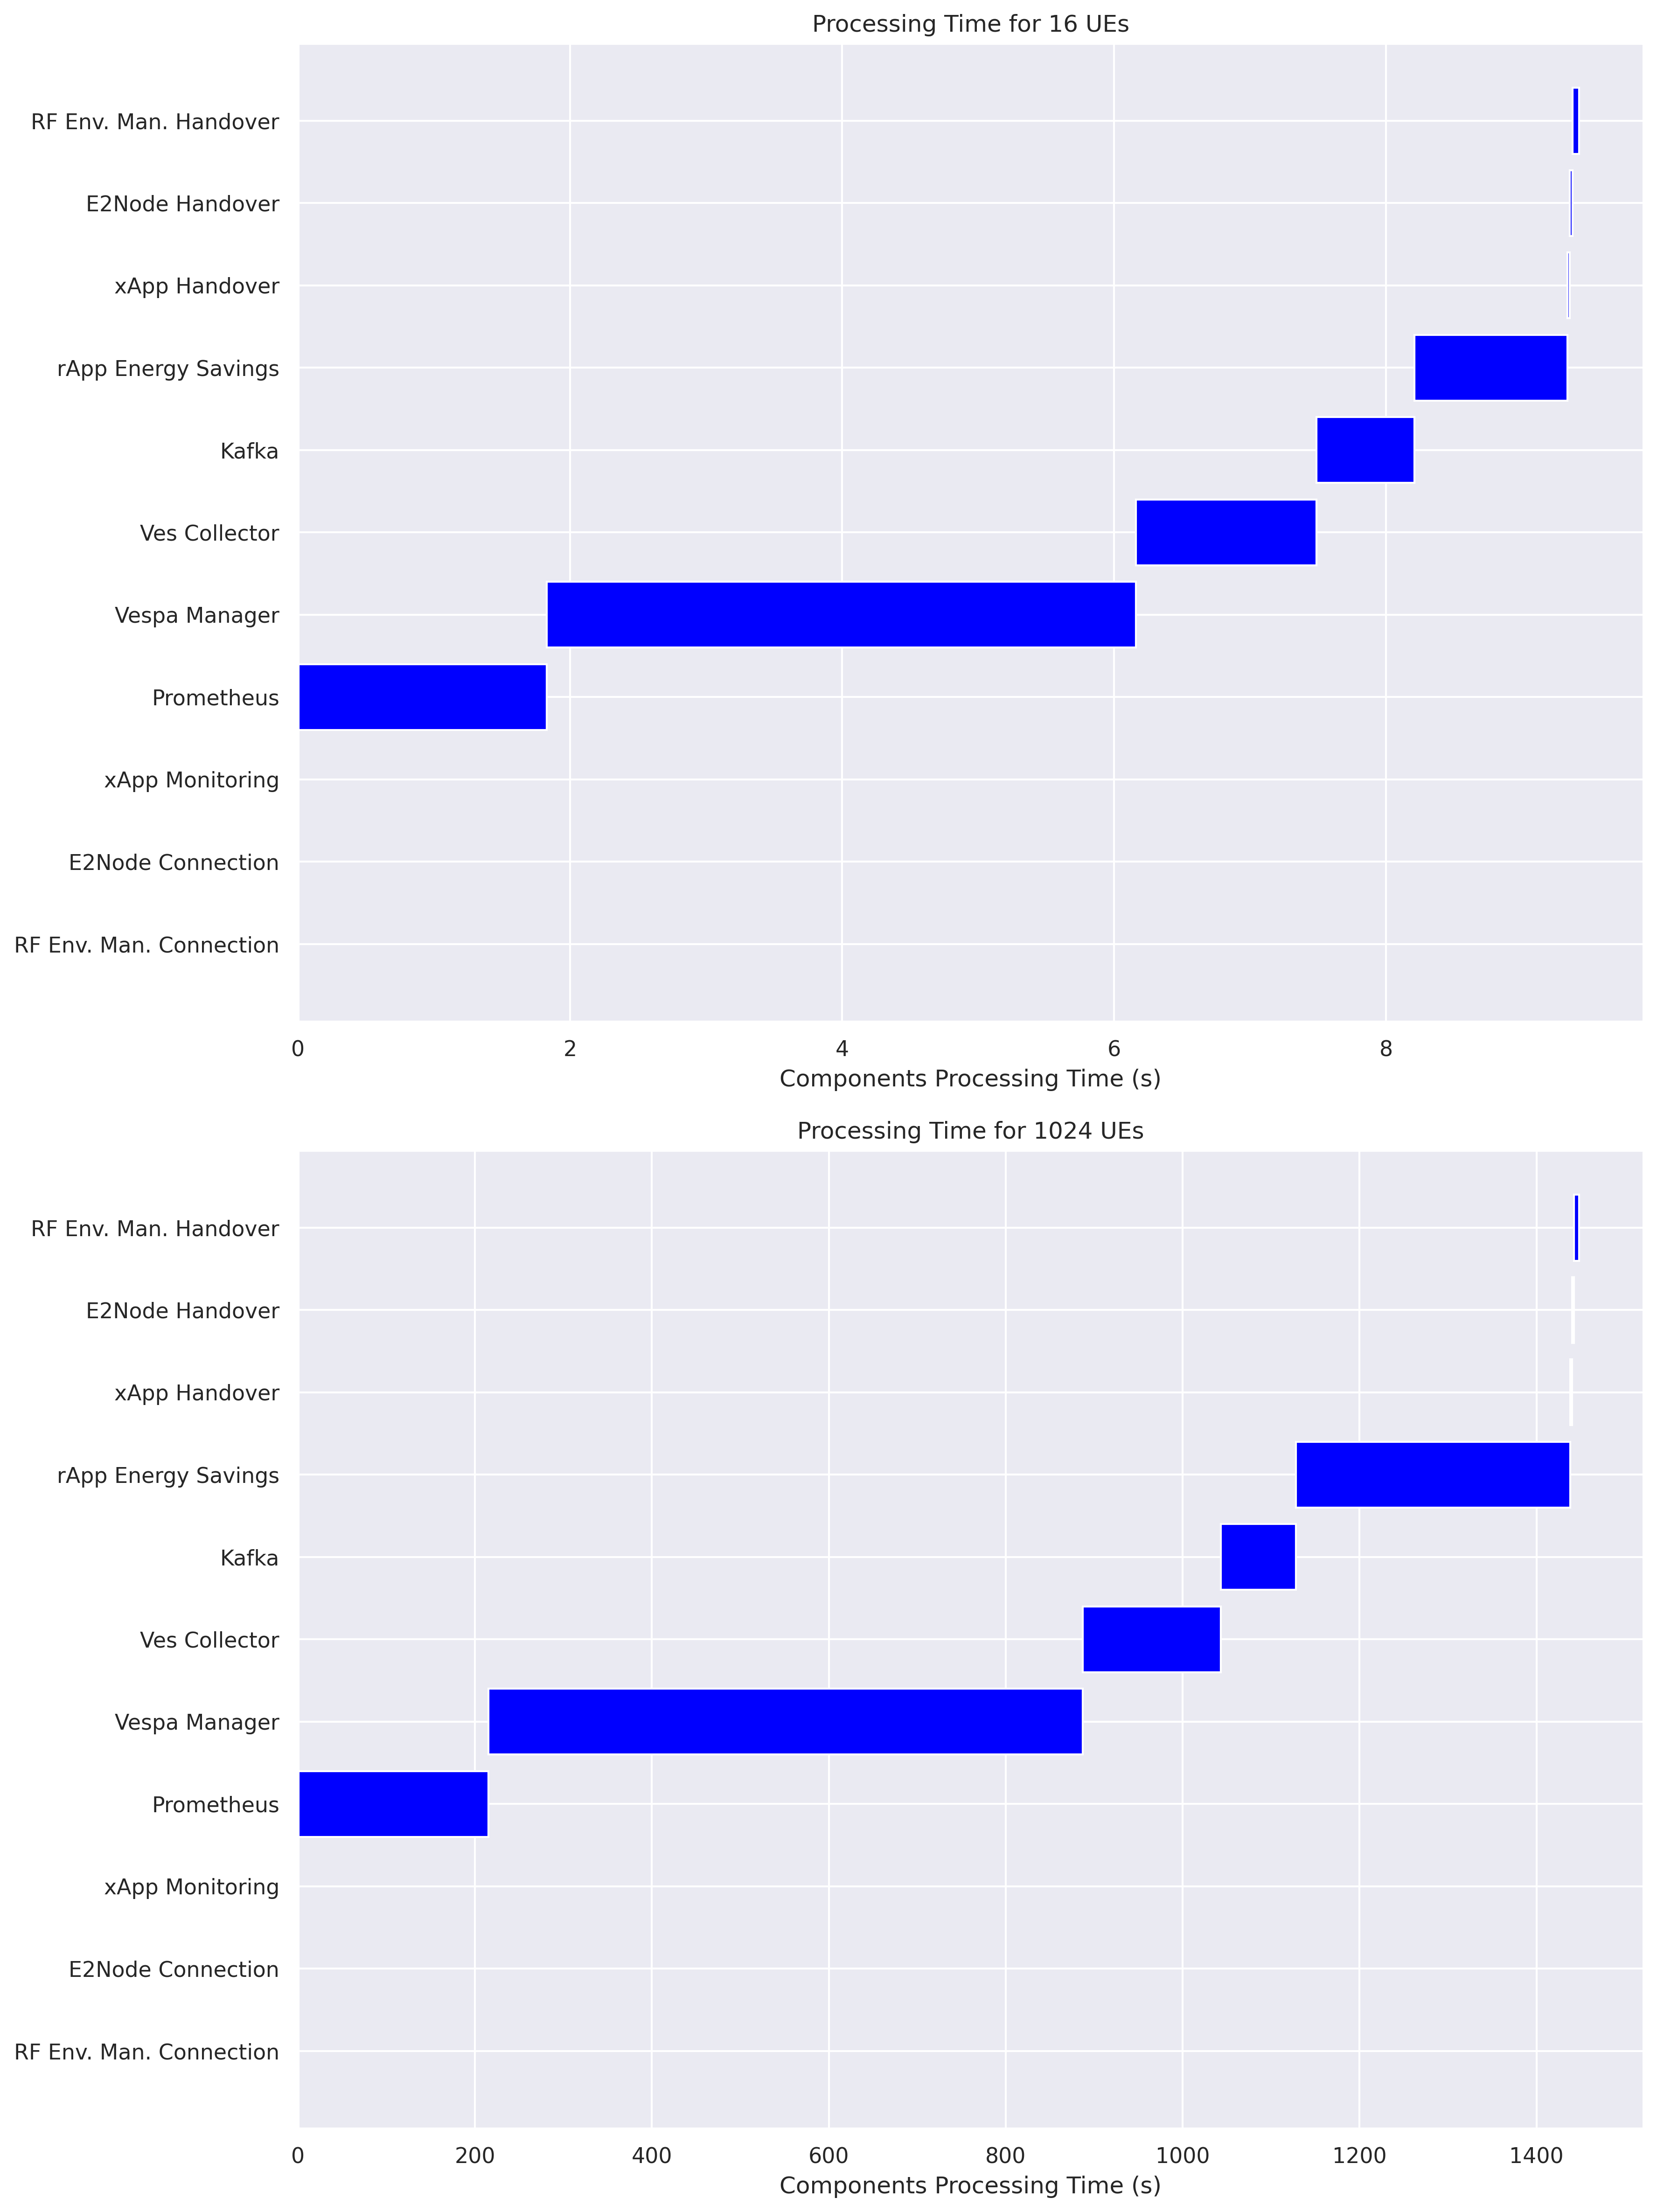 Processing Time for 16 UEs
RF Env. Man. Handover
E2Node Handover
xApp Handover
rApp Energy Savings
Kafka
Ves Collector
Vespa Manager
Prometheus
xApp Monitoring
E2Node Connection
RF Env. Man. Connection
0 2 4 6 8
Components Processing Time (s)
Processing Time for 1024 UEs
RF Env. Man. Handover
E2Node Handover
xApp Handover
rApp Energy Savings
Kafka
Ves Collector
Vespa Manager
Prometheus
xApp Monitoring
E2Node Connection
RF Env. Man. Connection
0 200 400 600 800 1000 1200 1400
Components Processing Time (s)